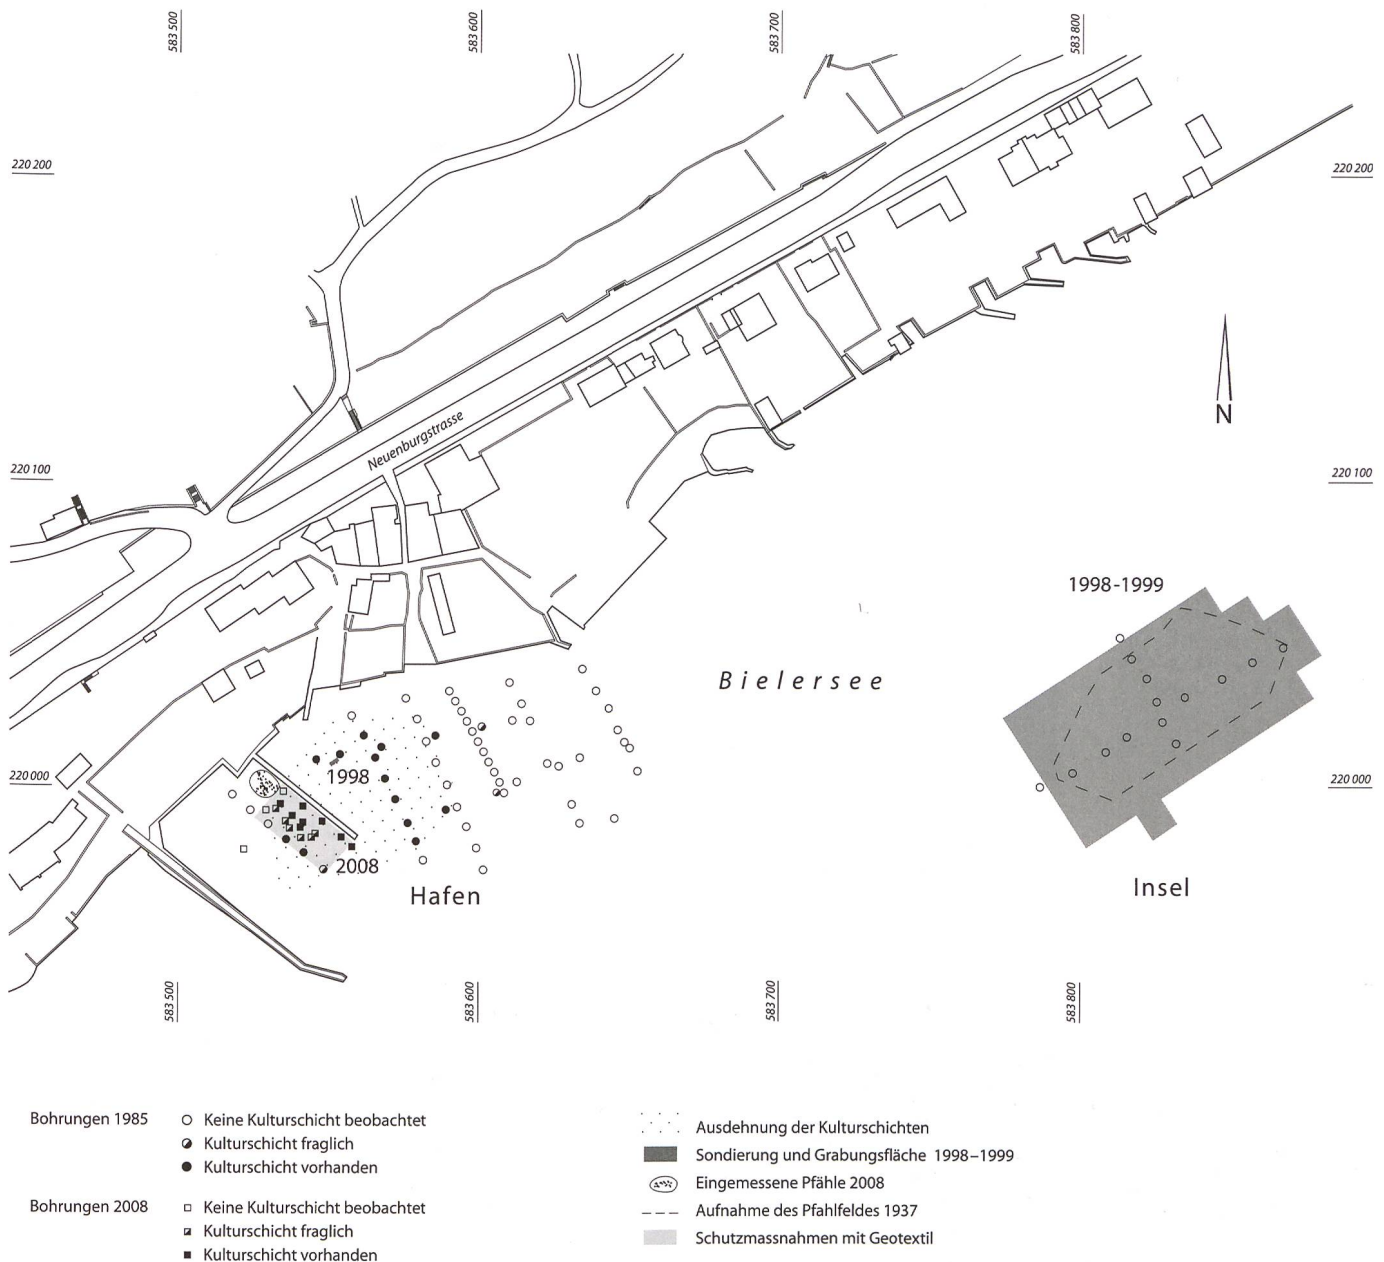 583 500
583 600
583 700
583 800
220 200
220 200
Neuenburgstrasse
N
220 100
220 100
1998-1999
Bielersee
220 000
1998
220 000
2008
Hafen
Insel
583 500
583 600
583 700
583 800
Bohrungen 1985
Keine Kulturschicht beobachtet
Kulturschicht fraglich
Kulturschicht vorhanden
Bohrungen 2008
Keine Kulturschicht beobachtet
Kulturschicht fraglich
Kulturschicht vorhanden
Ausdehnung der Kulturschichten
Sondierung und Grabungsfläche 1998–1999
Eingemessene Pfähle 2008
Aufnahme des Pfahlfeldes 1937
Schutzmassnahmen mit Geotextil